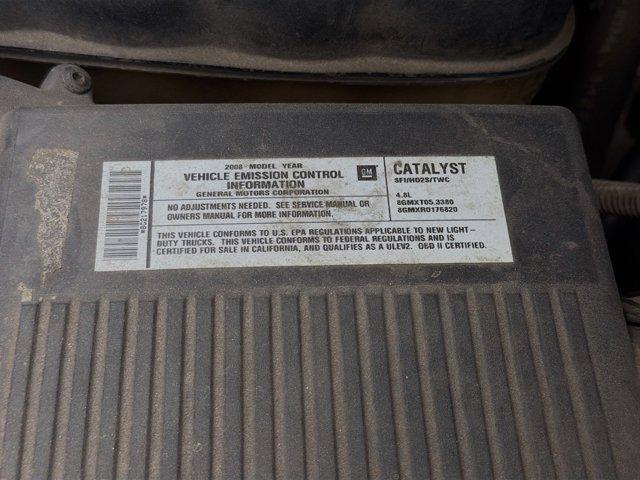 2008 MODEL YEAR
VEHICLE EMISSION CONTROL
INFORMATION
GENERAL MOTORS CORPORATION
GM
NO ADJUSTMENTS NEEDED. SEE SERVICE MANUAL OR
OWNERS MANUAL FOR MORE INFORMATION.
CATALYST
SFI/HO2S/TWC
4.8L
8GMXT05.3380
8GMXR0176820
THIS VEHICLE CONFORMS TO U.S. EPA REGULATIONS APPLICABLE TO NEW LIGHT-
DUTY TRUCKS. THIS VEHICLE CONFORMS TO FEDERAL REGULATIONS AND IS
CERTIFIED FOR SALE IN CALIFORNIA, AND QUALIFIES AS A ULEV2. OBD II CERTIFIED.